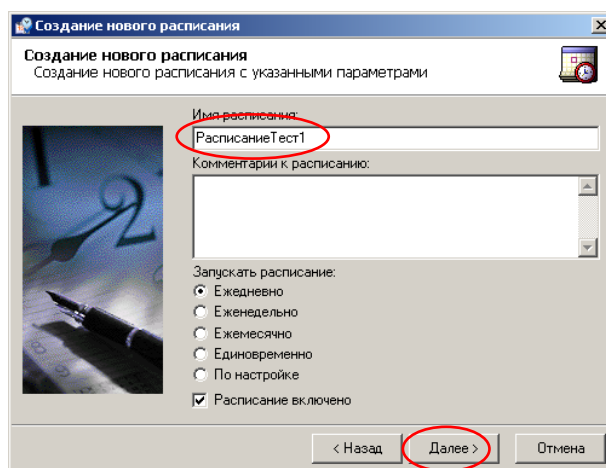 Создание нового расписания
Создание нового расписания
Создание нового расписания с указанными параметрами
Имя расписания:
РасписаниеТест1
Комментарии к расписанию:
Запускать расписание:
Ежедневно
Еженедельно
Ежемесячно
Единовременно
По настройке
Расписание включено
< Назад
Далее >
Отмена